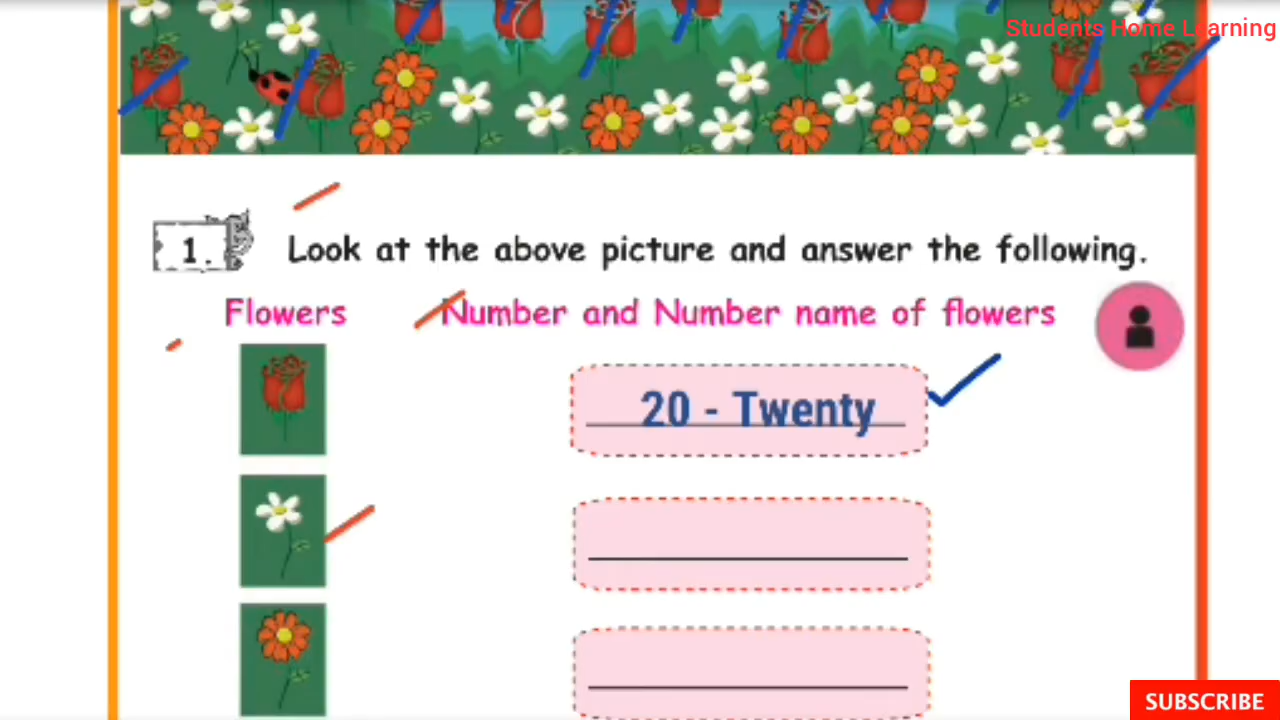 Students Home Learning
1.
Look at the above picture and answer the following.
Flowers
Number and Number name of flowers
20 - Twenty
SUBSCRIBE